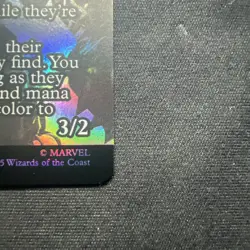 they're
their
find. You
as they
nd mana
color to
3/2
© MARVEL
5 Wizards of the Coast